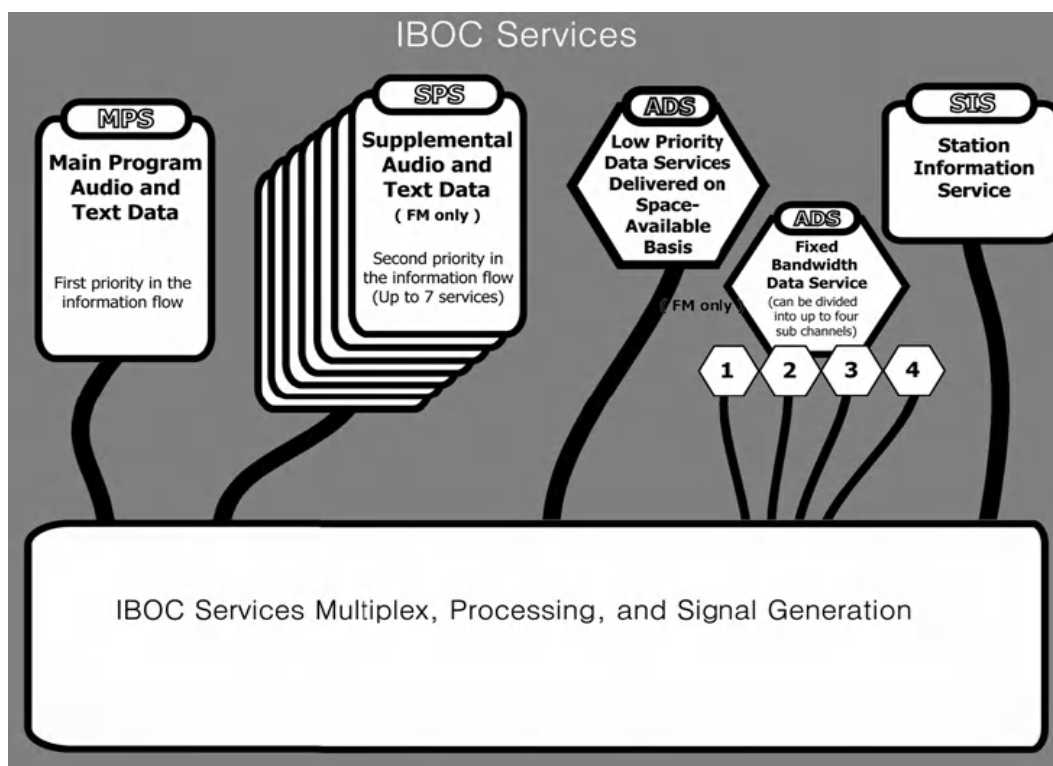 IBOC Services
MPS
Main Program
Audio and
Text Data
First priority in the
information flow
SPS
Supplemental
Audio and
Text Data
( FM only )
Second priority in
the information flow
(Up to 7 services)
ADS
Low Priority
Data Services
Delivered on
Space-
Available
Basis
( FM only )
ADS
Fixed
Bandwidth
Data Service
(can be divided
into up to four
sub channels)
1 2 3 4
SIS
Station
Information
Service
IBOC Services Multiplex, Processing, and Signal Generation